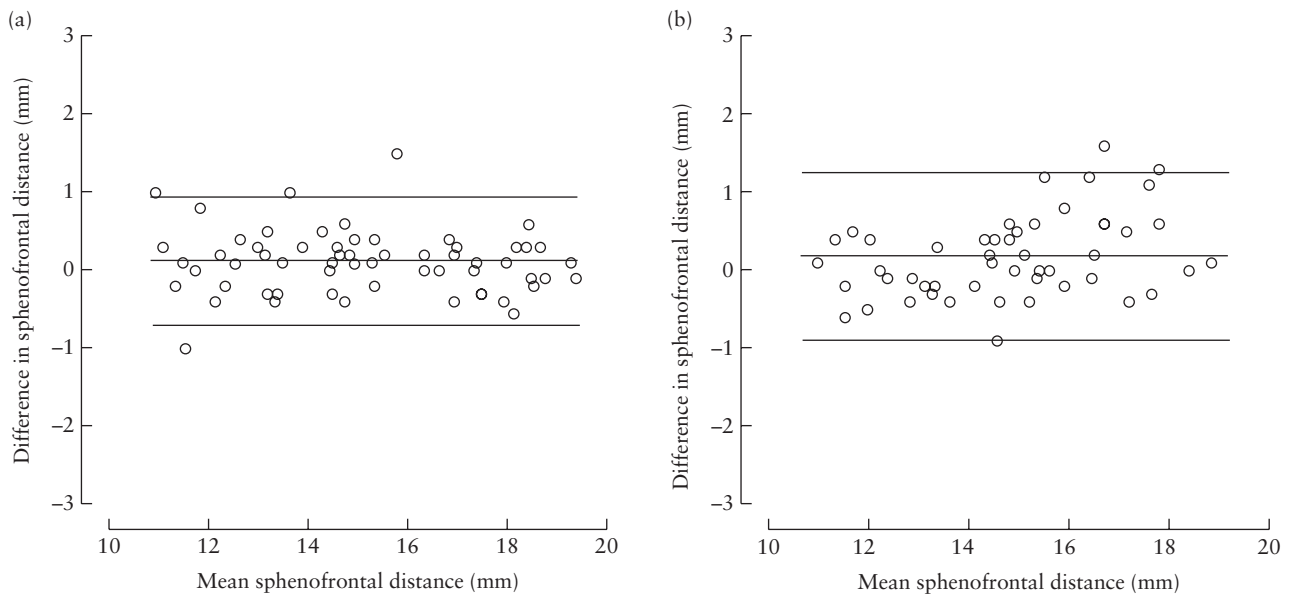 (a)
3
2
1
0
–1
–2
–3
Difference in sphenofrontal distance (mm)
10 12 14 16 18 20
Mean sphenofrontal distance (mm)
(b)
3
2
1
0
–1
–2
–3
Difference in sphenofrontal distance (mm)
10 12 14 16 18 20
Mean sphenofrontal distance (mm)